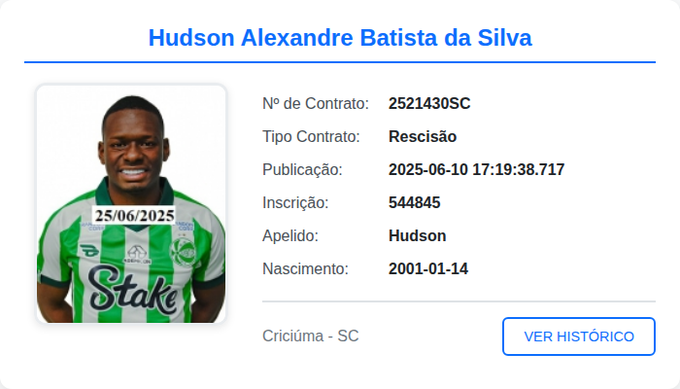 Hudson Alexandre Batista da Silva
Nº de Contrato: 2521430SC
Tipo Contrato: Rescisão
Publicação: 2025-06-10 17:19:38.717
Inscrição: 544845
Apelido: Hudson
Nascimento: 2001-01-14
25/06/2025
Stake
Criciúma - SC
VER HISTÓRICO